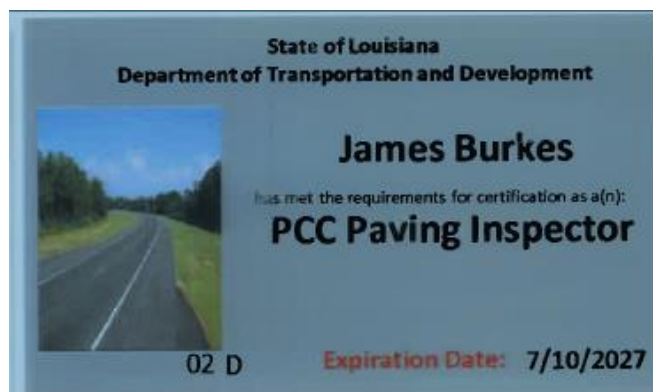 State of Louisiana
Department of Transportation and Development
James Burkes
has met the requirements for certification as a(n):
PCC Paving Inspector
02 D
Expiration Date: 7/10/2027